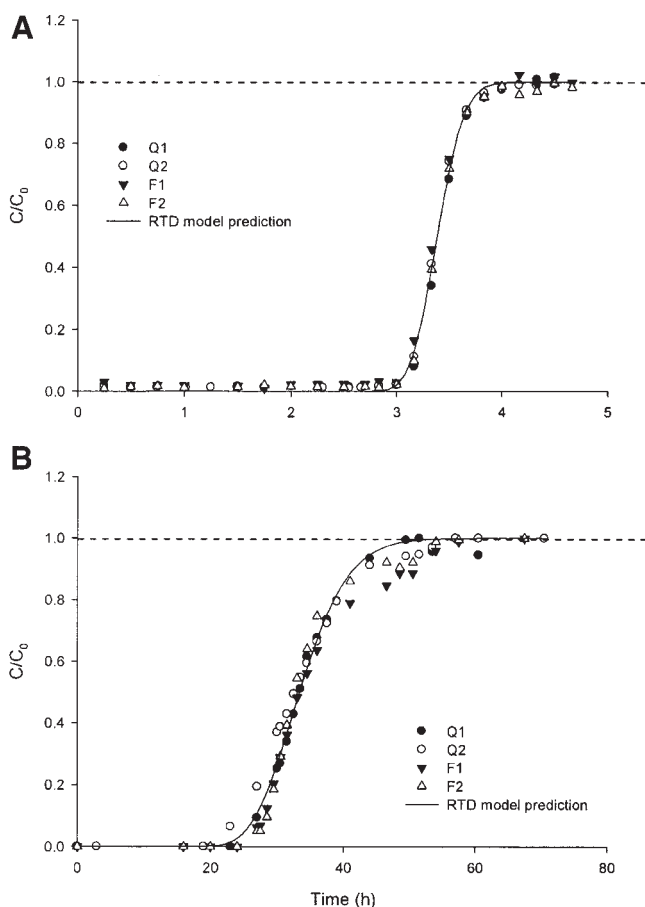 A
1.2
1.0
0.8
0.6
0.4
0.2
0.0
C/C0
Q1
Q2
F1
F2
RTD model prediction
0 1 2 3 4 5
B
1.2
1.0
0.8
0.6
0.4
0.2
0.0
C/C0
Q1
Q2
F1
F2
RTD model prediction
0 20 40 60 80
Time (h)